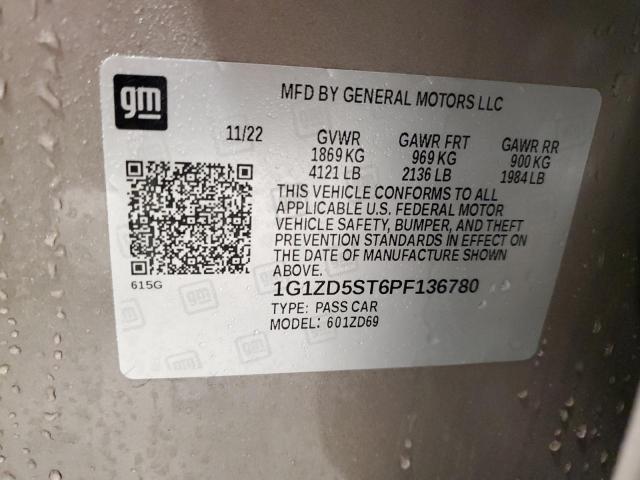 gm
MFD BY GENERAL MOTORS LLC
11/22 GVWR GAWR FRT GAWR RR
1869 KG 969 KG 900 KG
4121 LB 2136 LB 1984 LB
THIS VEHICLE CONFORMS TO ALL
APPLICABLE U.S. FEDERAL MOTOR
VEHICLE SAFETY, BUMPER, AND THEFT
PREVENTION STANDARDS IN EFFECT ON
THE DATE OF MANUFACTURE SHOWN
ABOVE.
615G
1G1ZD5ST6PF136780
TYPE: PASS CAR
MODEL: 601ZD69